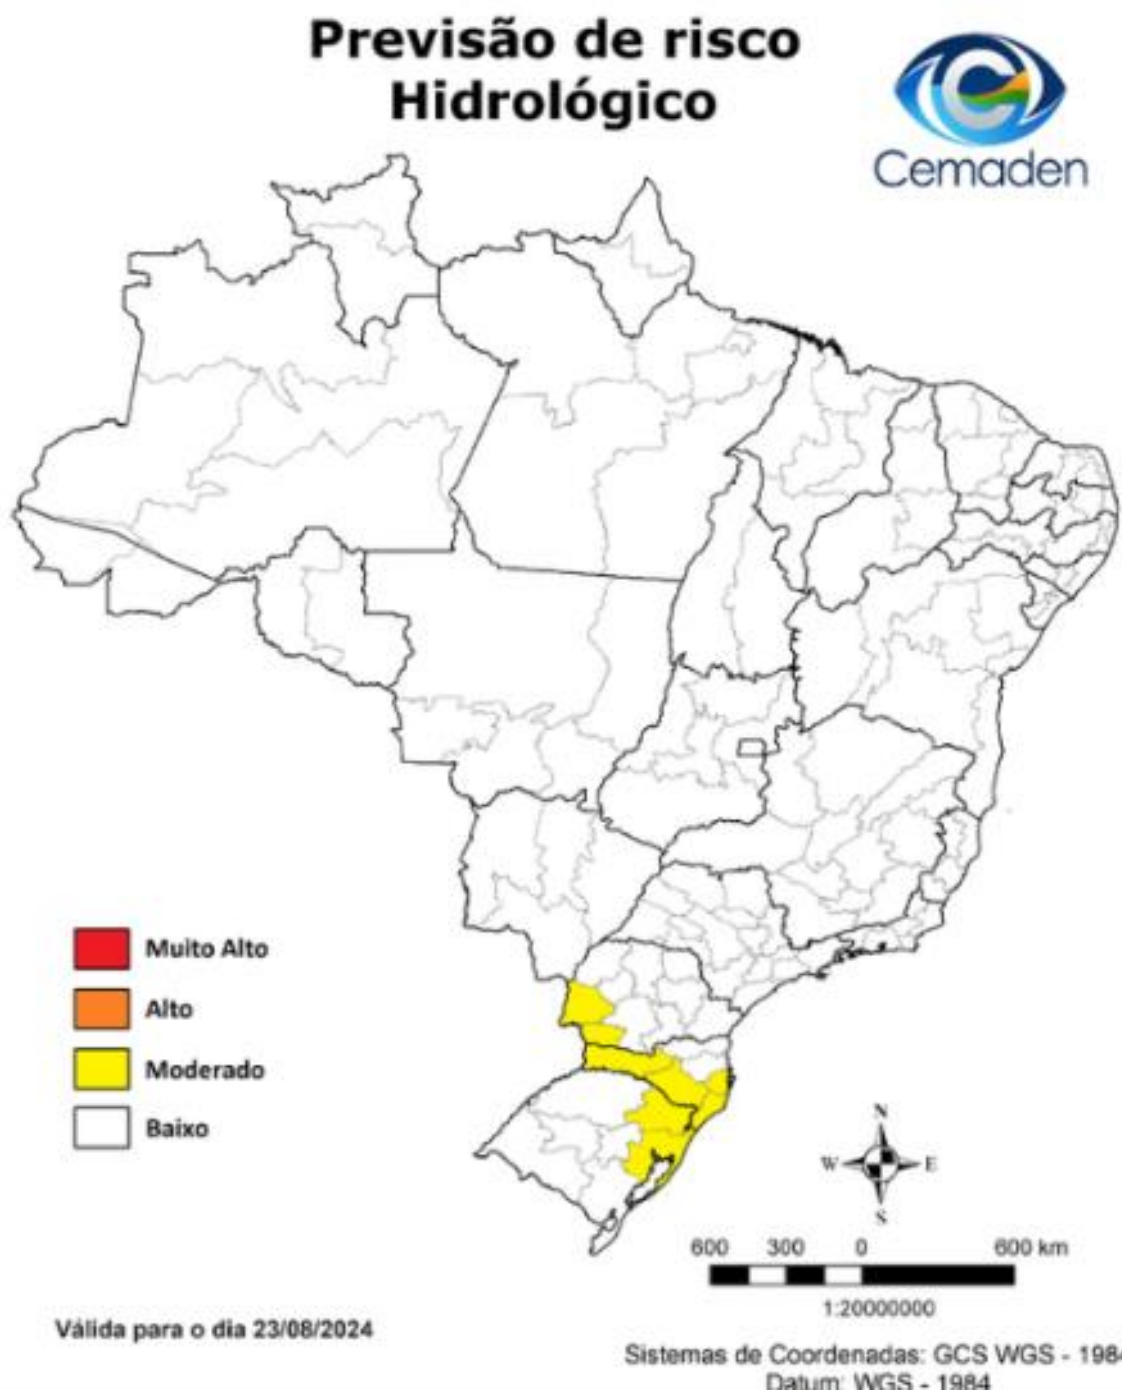 Previsão de risco
Hidrológico
Cemaden
Muito Alto
Alto
Moderado
Baixo
N
W E
S
600 300 0 600 km
1:20000000
Válida para o dia 23/08/2024
Sistemas de Coordenadas: GCS WGS - 1984
Datum: WGS - 1984